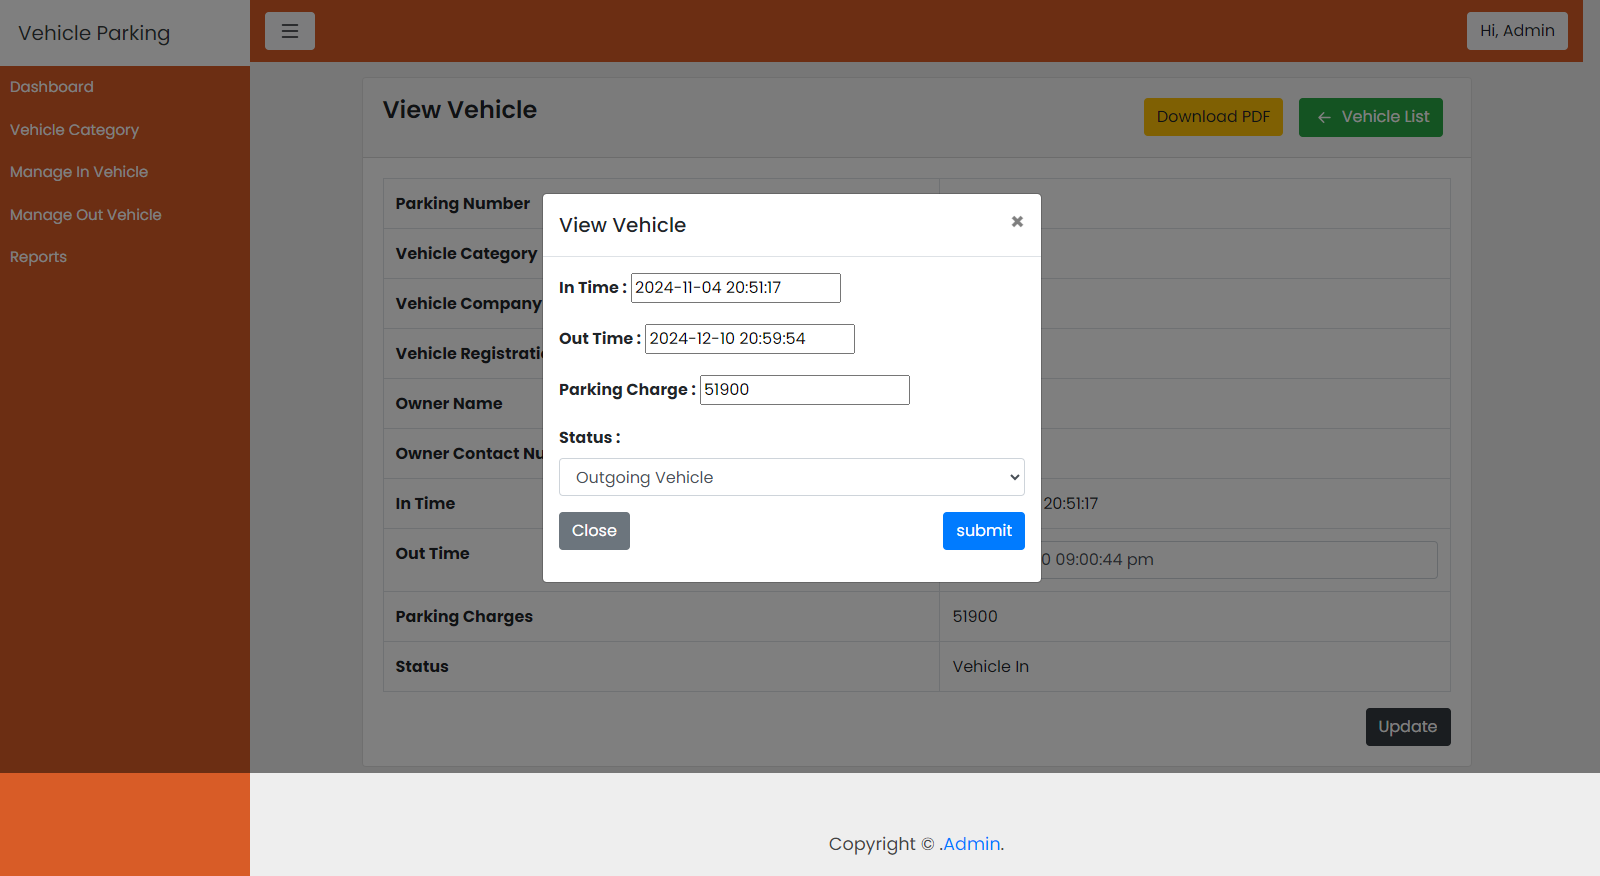 Vehicle Parking
Hi, Admin
Dashboard
Vehicle Category
Manage In Vehicle
Manage Out Vehicle
Reports
View Vehicle
Download PDF
← Vehicle List
Parking Number
Vehicle Category
Vehicle Company
Vehicle
Owner Name
Owner Contact
In Time
20:51:17
Out Time
09:00:44 pm
Parking Charges
51900
Status
Vehicle In
Update
View Vehicle
×
In Time :
2024-11-04 20:51:17
Out Time :
2024-12-10 20:59:54
Parking Charge :
51900
Status :
Outgoing Vehicle
Close
submit
Copyright © .Admin.